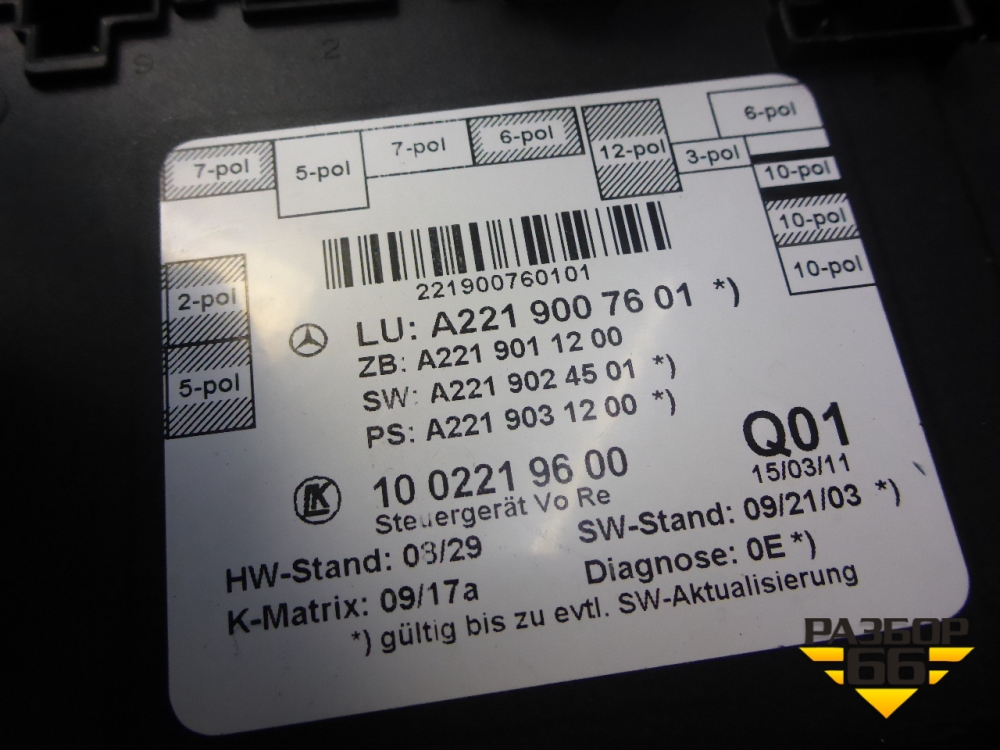 S
2
7-pol
5-pol
7-pol
6-pol
12-pol
3-pol
6-pol
10-pol
10-pol
10-pol
2-pol
5-pol
221900760101
LU: A221 900 76 01 *)
ZB: A221 901 12 00
SW: A221 902 45 01 *)
PS: A221 903 12 00 *)
Q01
15/03/11
LK 10 0221 96 00
Steuergerät Vo Re
HW-Stand: 08/29
SW-Stand: 09/21/03 *)
K-Matrix: 09/17a
Diagnose: 0E *)
*) gültig bis zu evtl. SW-Aktualisierung
РАЗБОР
66